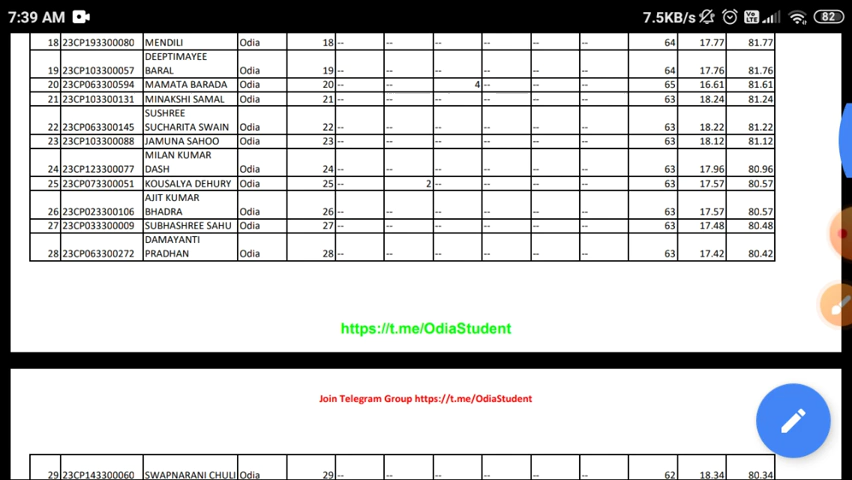 7:39 AM 7.5KB/s Vo LTE 82
18 23CP193300080 MENDILI Odia 18 -- -- -- -- -- -- 64 17.77 81.77
DEEPTIMAYEE
19 23CP103300057 BARAL Odia 19 -- -- -- -- -- -- 64 17.76 81.76
20 23CP063300594 MAMATA BARADA Odia 20 -- -- 4 -- -- -- 65 16.61 81.61
21 23CP103300131 MINAKSHI SAMAL Odia 21 -- -- -- -- -- -- 63 18.24 81.24
SUSHREE
22 23CP063300145 SUCHARITA SWAIN Odia 22 -- -- -- -- -- -- 63 18.22 81.22
23 23CP103300088 JAMUNA SAHOO Odia 23 -- -- -- -- -- -- 63 18.12 81.12
MILAN KUMAR
24 23CP123300077 DASH Odia 24 -- -- -- -- -- -- 63 17.96 80.96
25 23CP073300051 KOUSALYA DEHURY Odia 25 -- 2 -- -- -- -- 63 17.57 80.57
AJIT KUMAR
26 23CP023300106 BHADRA Odia 26 -- -- -- -- -- -- 63 17.57 80.57
27 23CP033300009 SUBHASHREE SAHU Odia 27 -- -- -- -- -- -- 63 17.48 80.48
DAMAYANTI
28 23CP063300272 PRADHAN Odia 28 -- -- -- -- -- -- 63 17.42 80.42
https://t.me/OdiaStudent
Join Telegram Group https://t.me/OdiaStudent
29 23CP143300060 SWAPNARANI CHULI Odia 29 -- -- -- -- -- -- 62 18.34 80.34